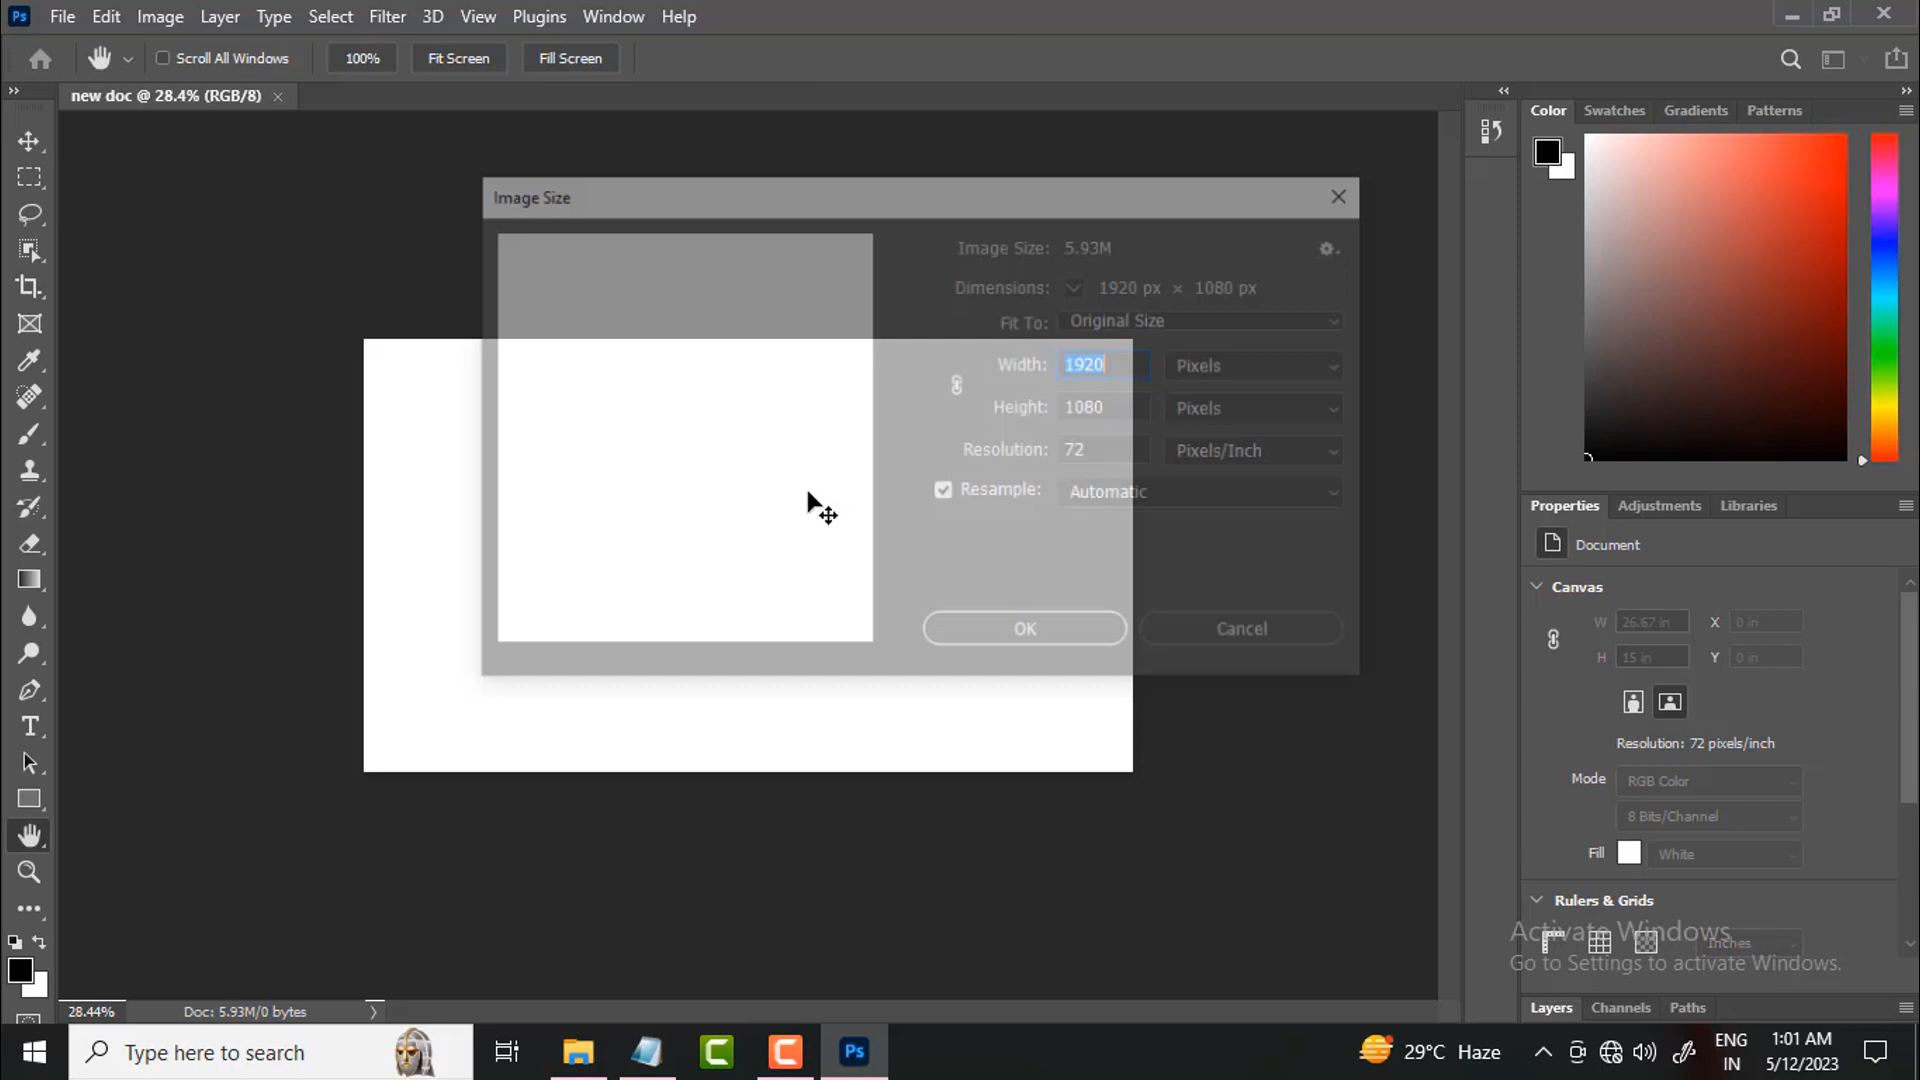 Ps File Edit Image Layer Type Select Filter 3D View Plugins Window Help
Scroll All Windows 100% Fit Screen Fill Screen
new doc @ 28.4% (RGB/8)
Color Swatches Gradients Patterns
Image Size
Image Size: 5.93M
Dimensions: 1920 px × 1080 px
Fit To: Original Size
Width: 1920 Pixels
Height: 1080 Pixels
Resolution: 72 Pixels/Inch
Resample: Automatic
OK Cancel
Properties Adjustments Libraries
Document
Canvas
W 26.67 in X 0 in
H 15 in Y 0 in
Resolution: 72 pixels/inch
Mode RGB Color
8 Bits/Channel
Fill White
Rulers & Grids
Activate Windows
Inches
Go to Settings to activate Windows.
Layers Channels Paths
28.44% Doc: 5.93M/0 bytes
Type here to search
Ps
29°C Haze
ENG
IN
1:01 AM
5/12/2023